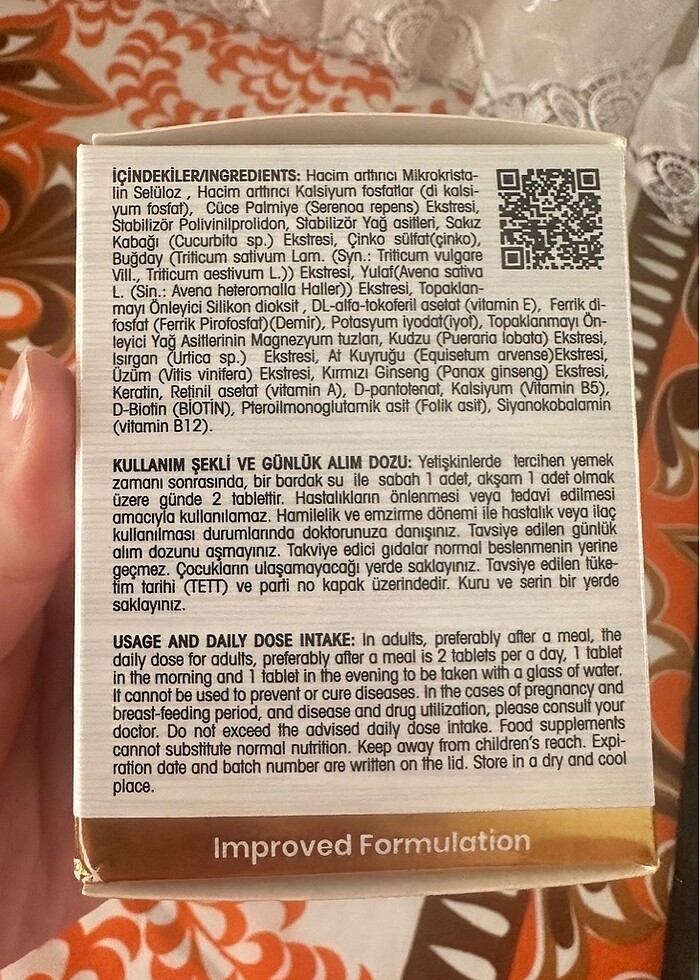 İÇİNDEKİLER/INGREDIENTS: Hacim arttırıcı Mikrokrista-
lin Selüloz , Hacim arttırıcı Kalsiyum fosfatlar (di kalsi-
yum fosfat), Cüce Palmiye (Serenoa repens) Ekstresi,
Stabilizör Polivinilprolidon, Stabilizör Yağ asitleri, Sakız
Kabağı (Cucurbita sp.) Ekstresi, Çinko sülfat(çinko),
Buğday (Triticum sativum Lam. (Syn.: Triticum vulgare
Vill., Triticum aestivum L.)) Ekstresi, Yulaf(Avena sativa
L. (Sin.: Avena heteromalla Haller)) Ekstresi, Topaklan-
mayı Önleyici Silikon dioksit , DL-alfa-tokoferil asetat (vitamin E), Ferrik di-
fosfat (Ferrik Pirofosfat)(Demir), Potasyum iyodat(iyot), Topaklanmayı Ön-
leyici Yağ Asitlerinin Magnezyum tuzları, Kudzu (Pueraria lobata) Ekstresi,
Isırgan (Urtica sp.) Ekstresi, At Kuyruğu (Equisetum arvense)Ekstresi,
Üzüm (Vitis vinifera) Ekstresi, Kırmızı Ginseng (Panax ginseng) Ekstresi,
Keratin, Retinil asetat (vitamin A), D-pantotenat, Kalsiyum (Vitamin B5),
D-Biotin (BİOTİN), Pteroilmonoglutamik asit (Folik asit), Siyanokobalamin
(vitamin B12).
KULLANIM ŞEKLİ VE GÜNLÜK ALIM DOZU: Yetişkinlerde tercihen yemek
zamanı sonrasında, bir bardak su ile sabah 1 adet, akşam 1 adet olmak
üzere günde 2 tablettir. Hastalıkların önlenmesi veya tedavi edilmesi
amacıyla kullanılamaz. Hamilelik ve emzirme dönemi ile hastalık veya ilaç
kullanılması durumlarında doktorunuza danışınız. Tavsiye edilen günlük
alım dozunu aşmayınız. Takviye edici gıdalar normal beslenmenin yerine
geçmez. Çocukların ulaşamayacağı yerde saklayınız. Tavsiye edilen tüke-
tim tarihi (TETT) ve parti no kapak üzerindedir. Kuru ve serin bir yerde
saklayınız.
USAGE AND DAILY DOSE INTAKE: In adults, preferably after a meal, the
daily dose for adults, preferably after a meal is 2 tablets per a day, 1 tablet
in the morning and 1 tablet in the evening to be taken with a glass of water.
It cannot be used to prevent or cure diseases. In the cases of pregnancy and
breast-feeding period, and disease and drug utilization, please consult your
doctor. Do not exceed the advised daily dose intake. Food supplements
cannot substitute normal nutrition. Keep away from children's reach. Expi-
ration date and batch number are written on the lid. Store in a dry and cool
place.
Improved Formulation